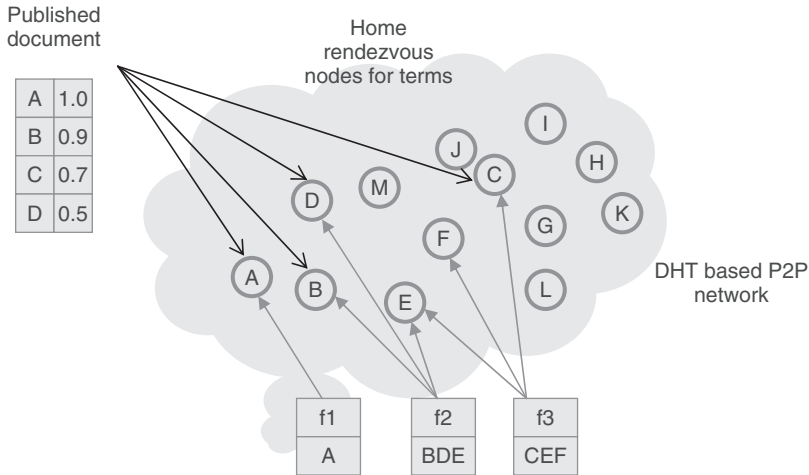 Published
document
A 1.0
B 0.9
C 0.7
D 0.5
Home
rendezvous
nodes for terms
I
J
H
C
M
D
K
G
F
A
B
E
L
DHT based P2P
network
f1
A
f2
BDE
f3
CEF